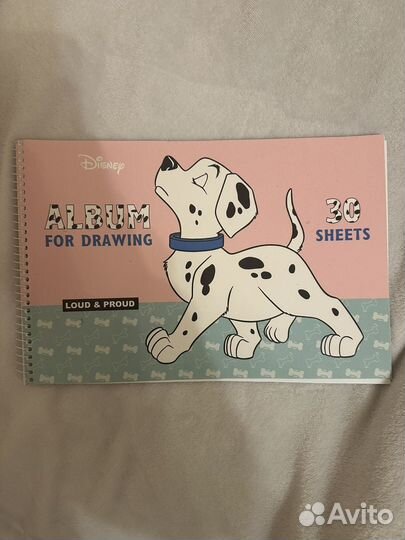 Disney
ALBUM
FOR DRAWING
30
SHEETS
LOUD & PROUD
Avito